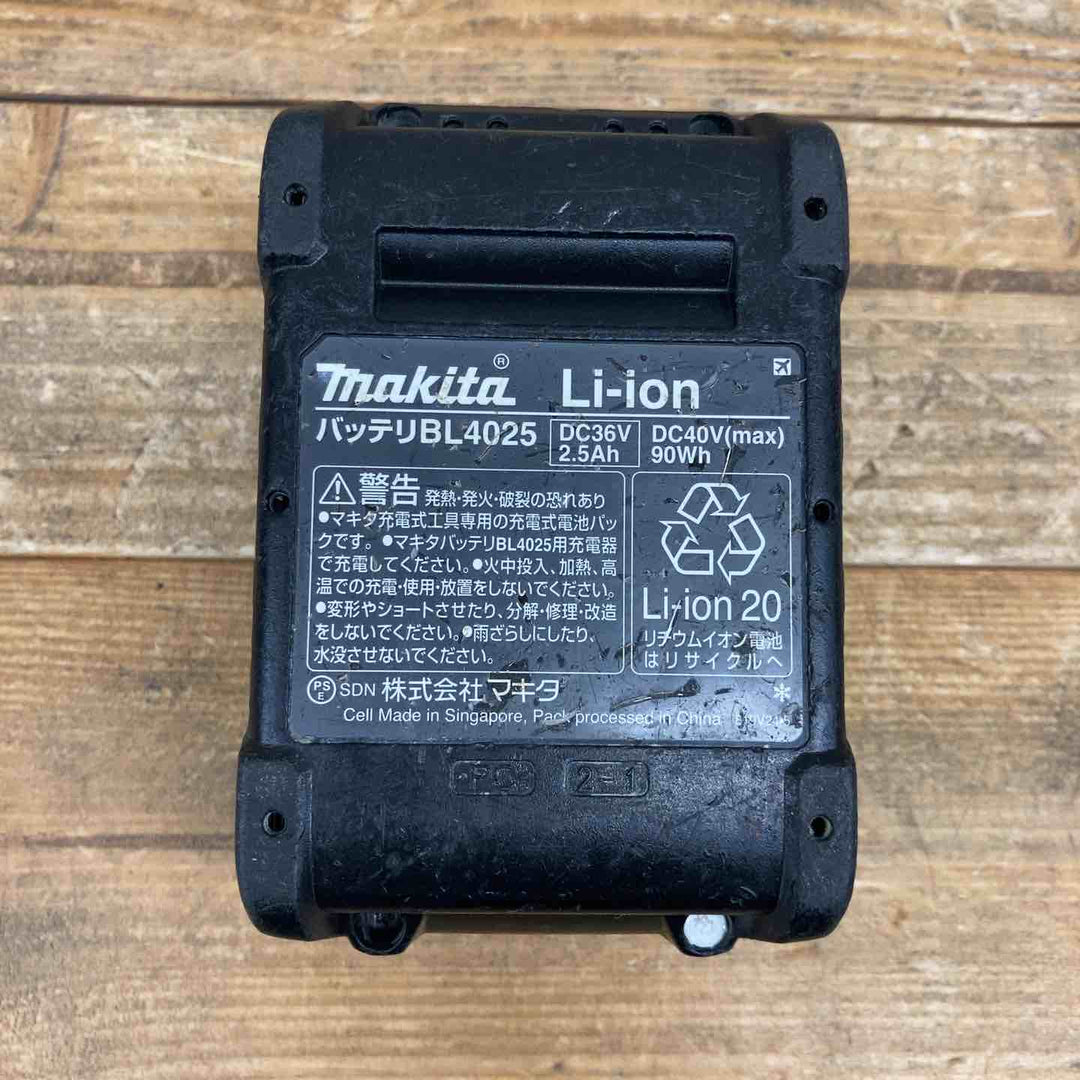 makita®
Li-ion
バッテリBL4025
DC36V
2.5Ah
DC40V(max)
90Wh
警告 発熱・発火・破裂の恐れあり
●マキタ充電式工具専用の充電式電池パッ
クです。●マキタバッテリBL4025用充電器
で充電してください。●火中投入、加熱、高
温での充電・使用・放置をしないでください。
●変形やショートさせたり、分解・修理・改造
をしないでください。●雨ざらしにしたり、
水没させないでください。
Li-ion 20
リチウムイオン電池
はリサイクルへ
PS
E
SDN 株式会社マキタ
Cell Made in Singapore, Pack processed in China
2-1